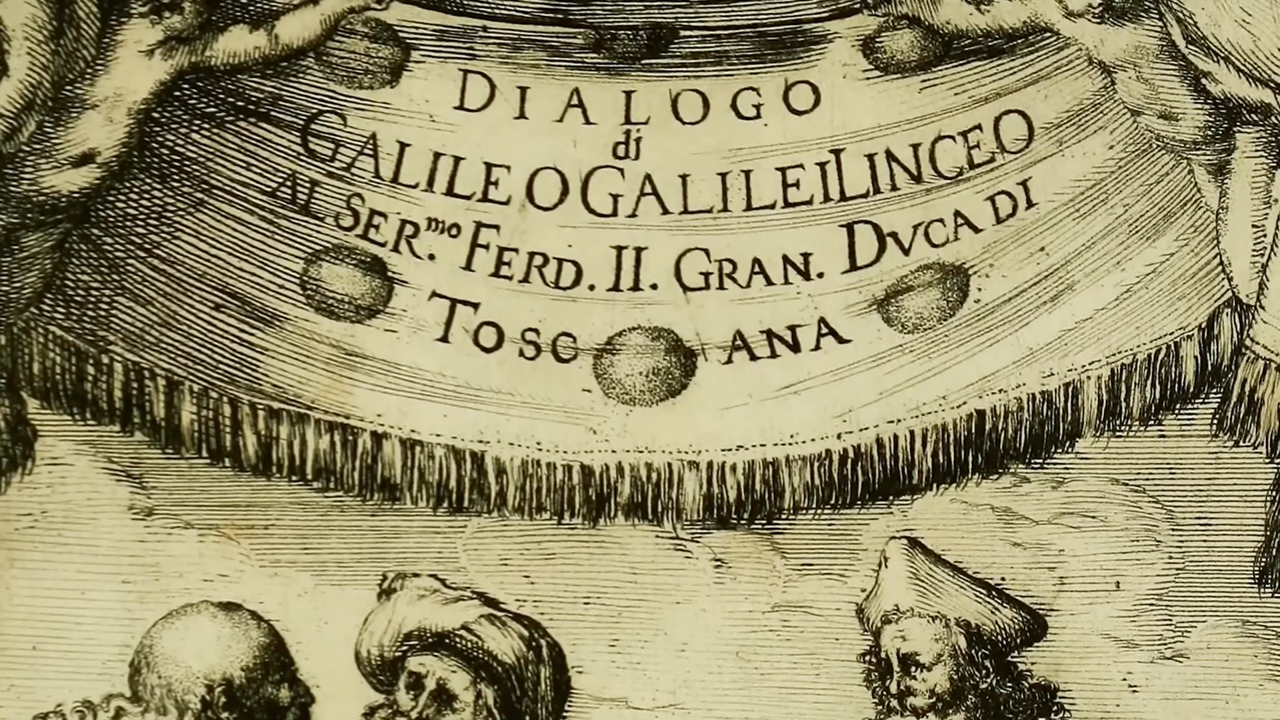 DIALOGO
di
GALILEO GALILEI LINCEO
AL SER.mo FERD. II. GRAN. DVCA DI
TOSCANA